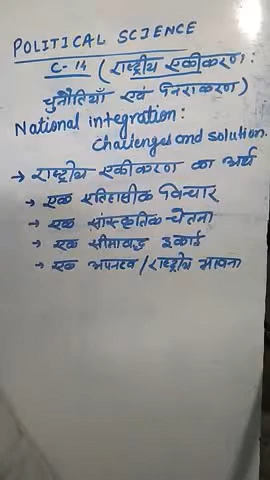 POLITICAL SCIENCE
C-14 (राष्ट्रीय एकीकरण:
चुनौतियाँ एवं निराकरण)
National integration:
Challenges and solution.
→ राष्ट्रीय एकीकरण का अर्थ
→ एक ऐतिहासीक विचार
→ एक सांस्कृतिक चेतना
→ एक सीमाबद्ध इकाई
→ एक अपनत्व/राष्ट्रीय भावना